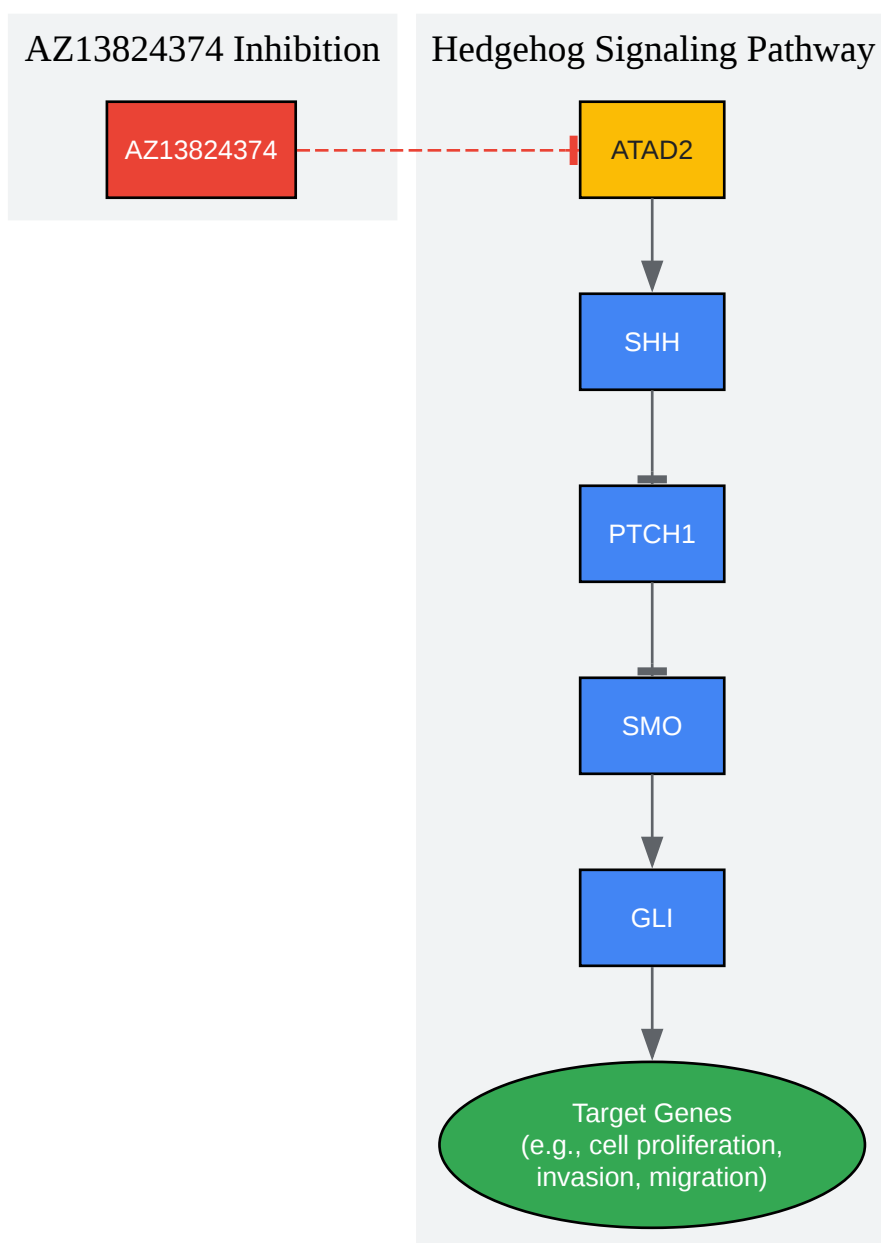 AZ13824374 Inhibition
Hedgehog Signaling Pathway
AZ13824374
ATAD2
SHH
PTCH1
SMO
GLI
Target Genes
(e.g., cell proliferation,
invasion, migration)